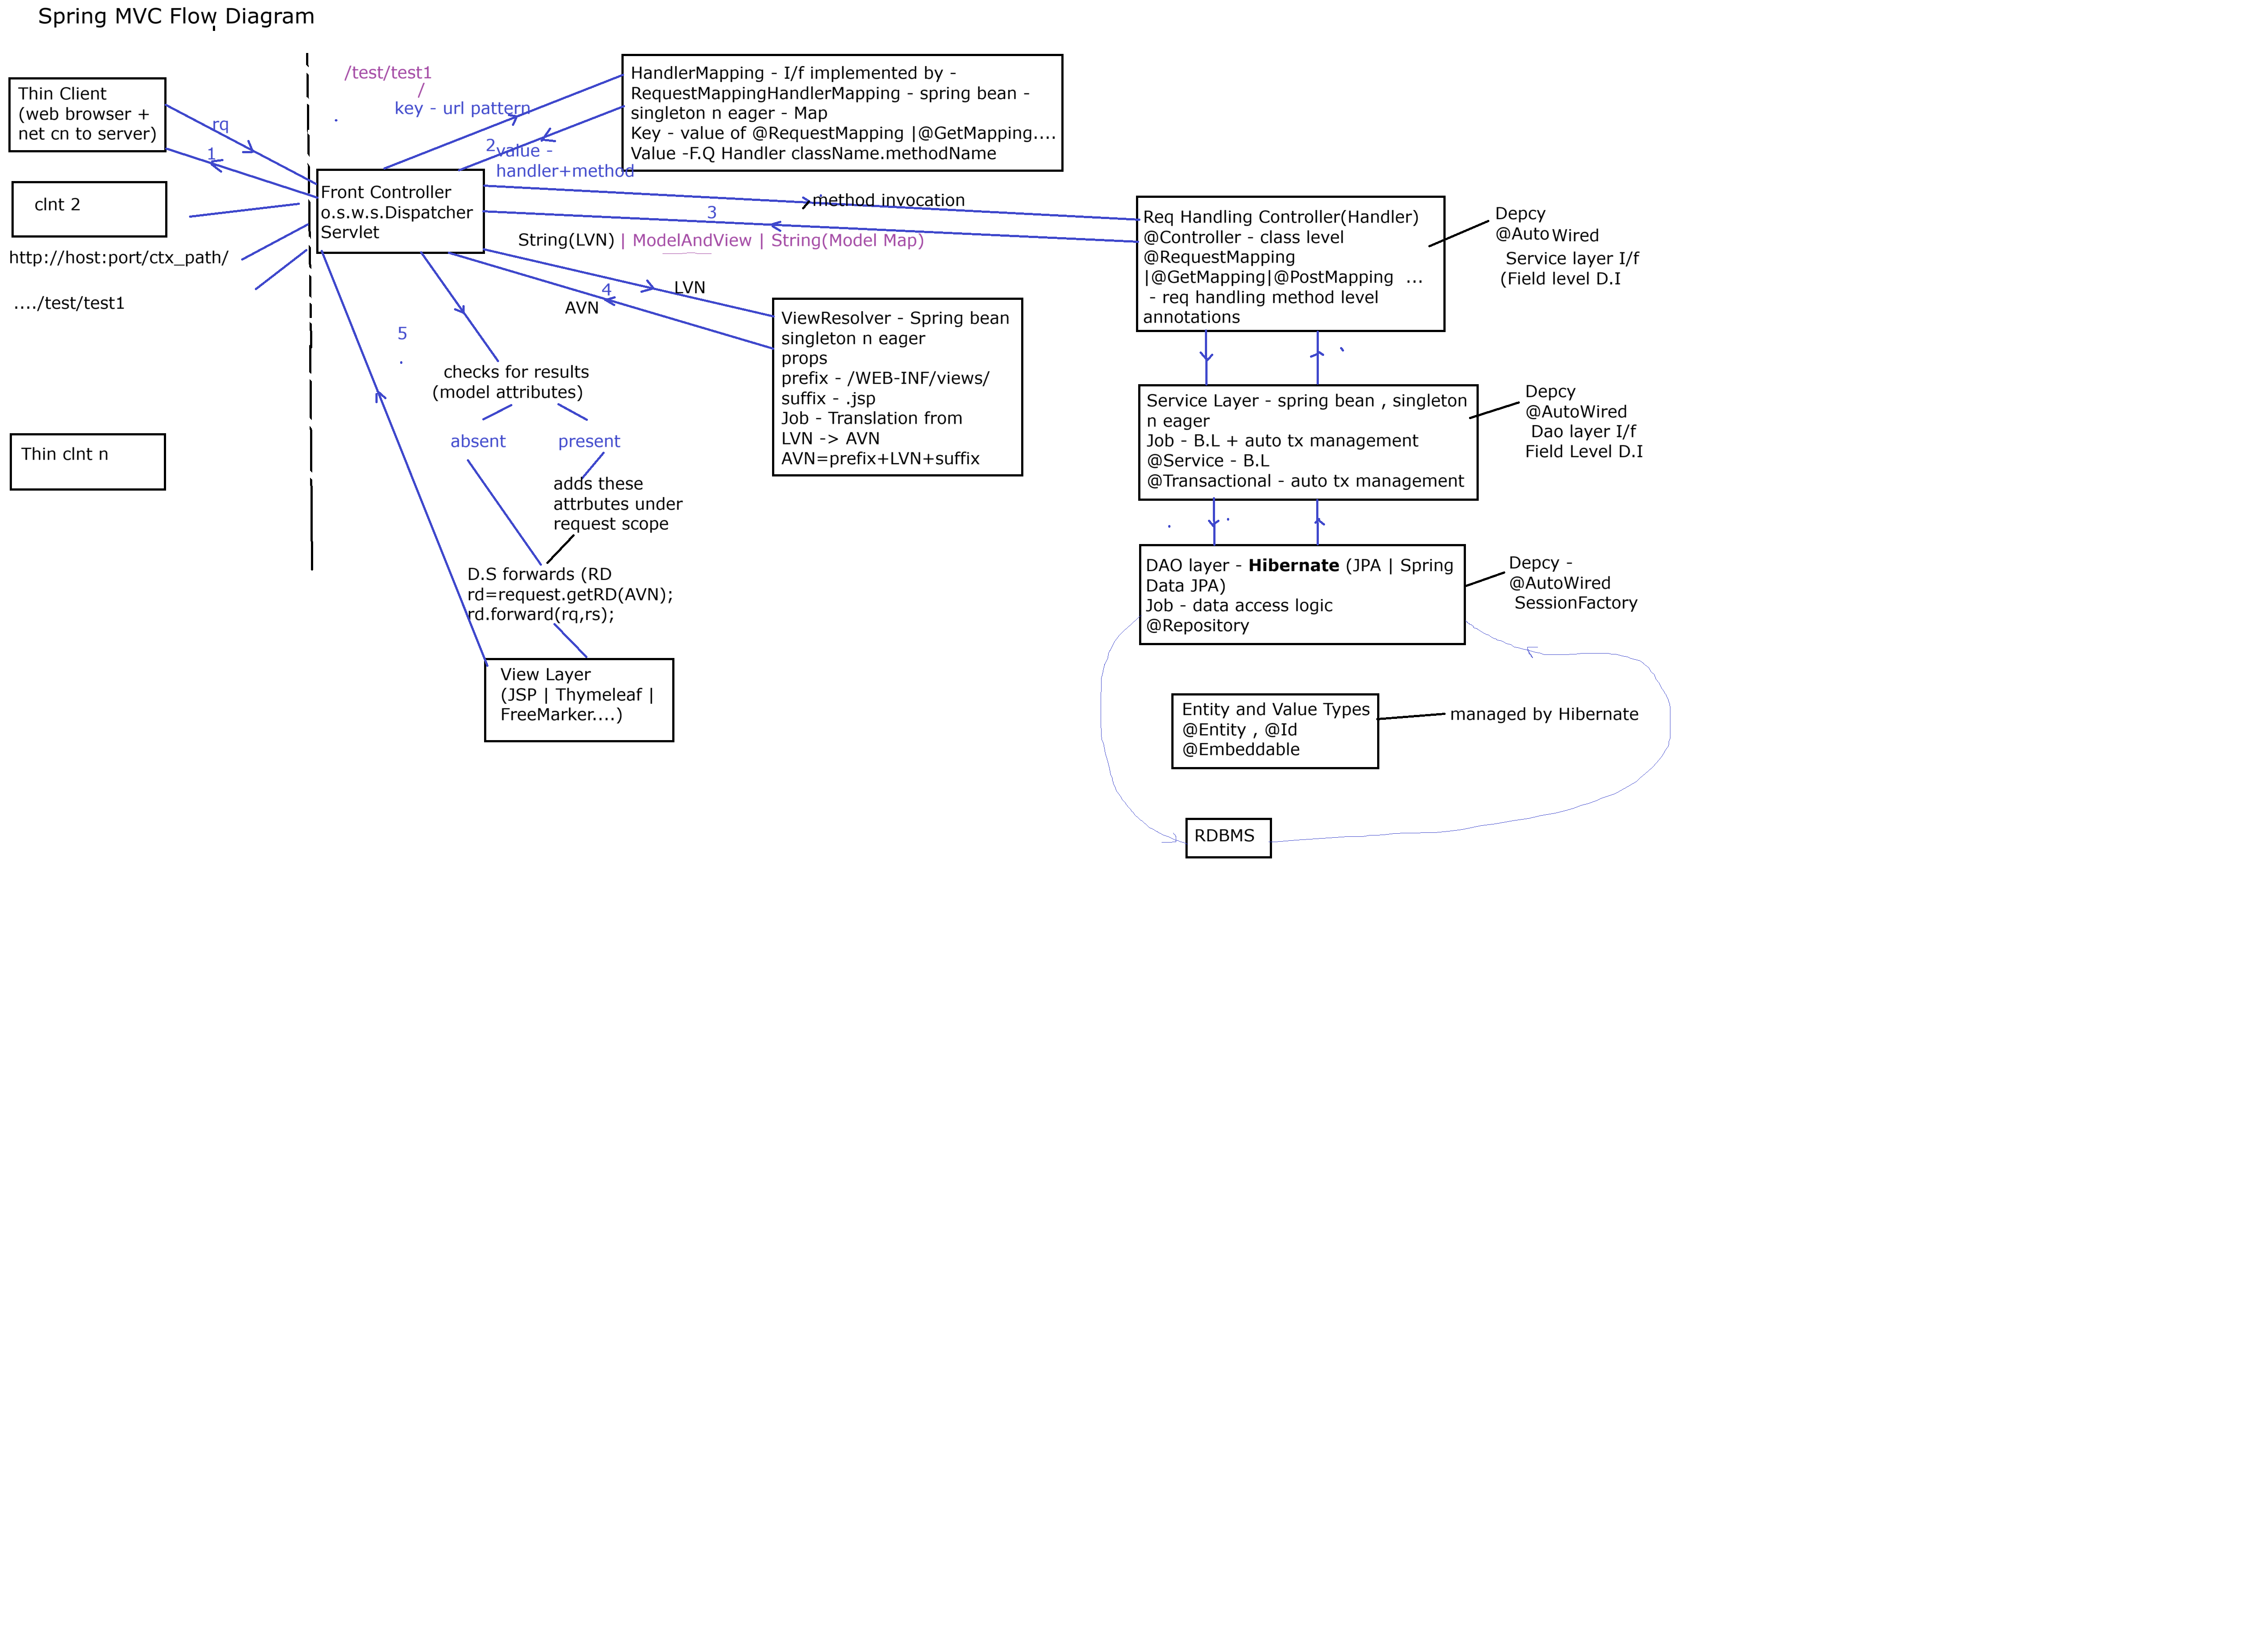 Spring MVC Flow Diagram
Thin Client
(web browser +
net cn to server)
rq
1
clnt 2
http://host:port/ctx_path/
..../test/test1
Thin clnt n
/test/test1
/
key - url pattern
2
value -
handler+method
HandlerMapping - I/f implemented by -
RequestMappingHandlerMapping - spring bean -
singleton n eager - Map
Key - value of @RequestMapping |@GetMapping....
Value -F.Q Handler className.methodName
Front Controller
o.s.w.s.Dispatcher
Servlet
method invocation
3
String(LVN) | ModelAndView | String(Model Map)
LVN
4
AVN
ViewResolver - Spring bean
singleton n eager
props
prefix - /WEB-INF/views/
suffix - .jsp
Job - Translation from
LVN -> AVN
AVN=prefix+LVN+suffix
5
checks for results
(model attributes)
absent
present
adds these
attrbutes under
request scope
D.S forwards (RD
rd=request.getRD(AVN);
rd.forward(rq,rs);
View Layer
(JSP | Thymeleaf |
FreeMarker....)
Req Handling Controller(Handler)
@Controller - class level
@RequestMapping
|@GetMapping|@PostMapping ...
- req handling method level
annotations
Depcy
@AutoWired
Service layer I/f
(Field level D.I
Service Layer - spring bean , singleton
n eager
Job - B.L + auto tx management
@Service - B.L
@Transactional - auto tx management
Depcy
@AutoWired
Dao layer I/f
Field Level D.I
DAO layer - Hibernate (JPA | Spring
Data JPA)
Job - data access logic
@Repository
Depcy -
@AutoWired
SessionFactory
Entity and Value Types
@Entity , @Id
@Embeddable
managed by Hibernate
RDBMS